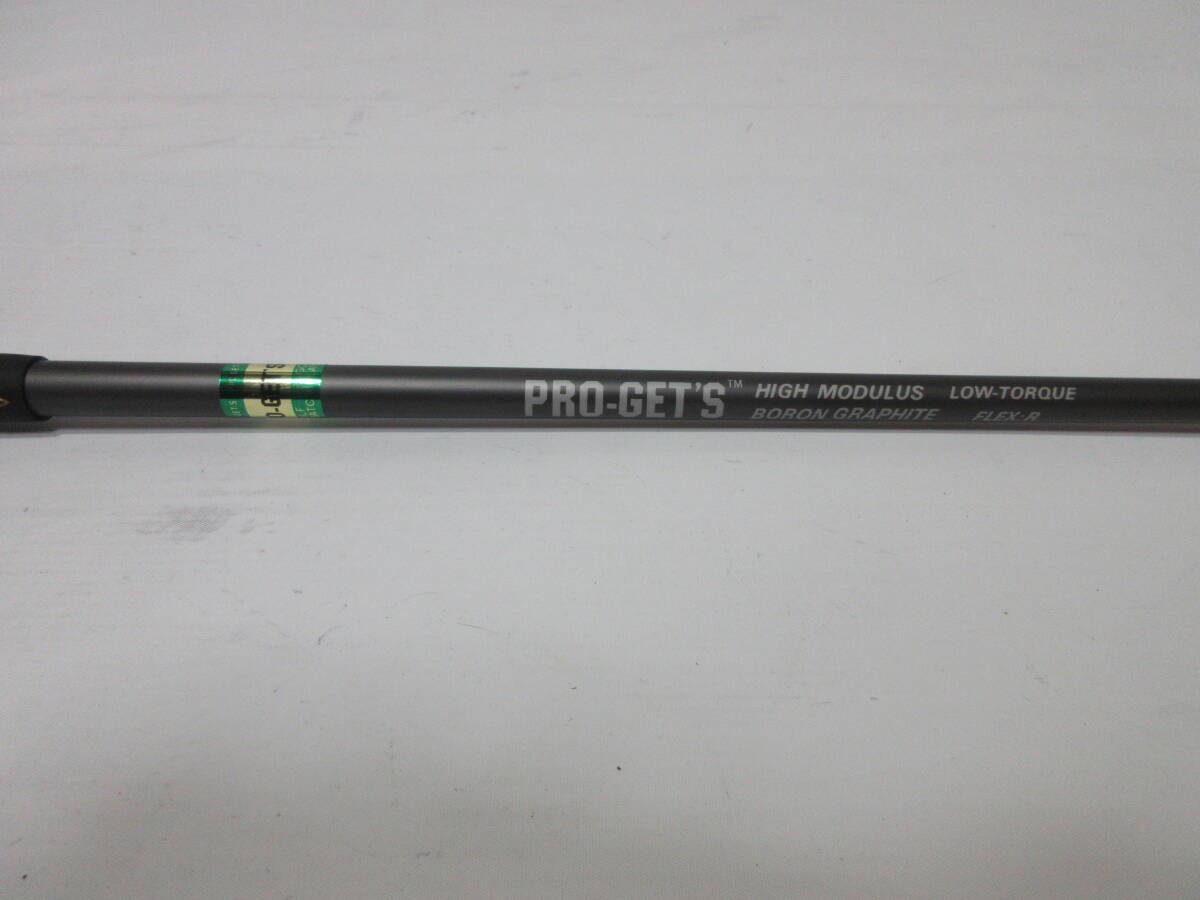 PRO-GET'S™ HIGH MODULUS LOW-TORQUE
BORON GRAPHITE FLEX-R